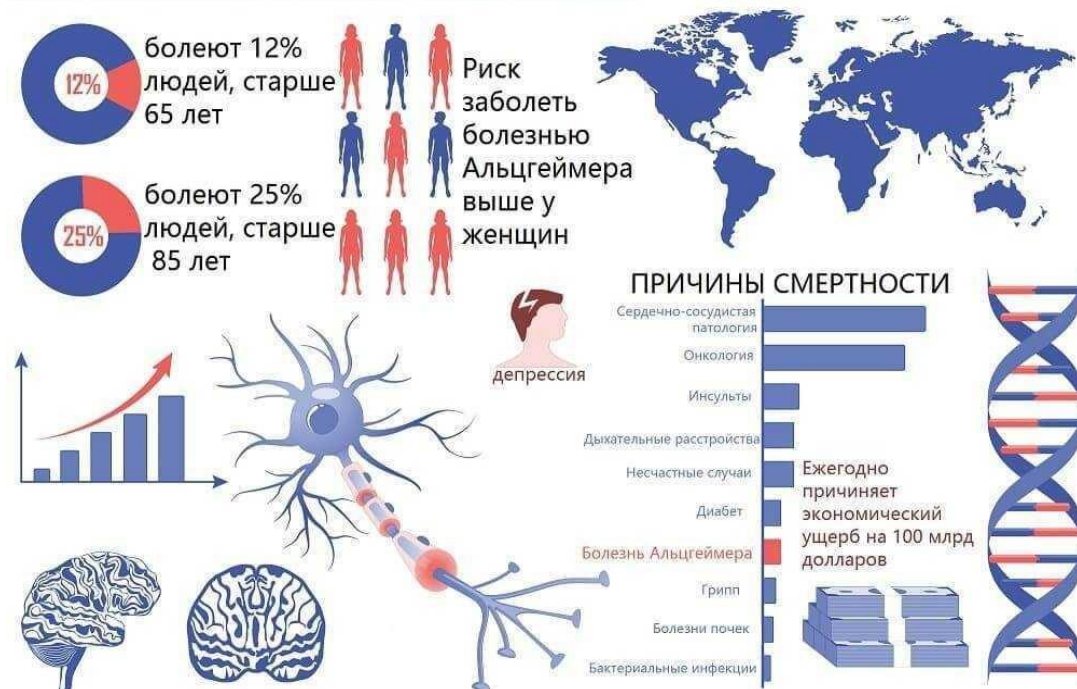 12%
болеют 12%
людей, старше
65 лет
25%
болеют 25%
людей, старше
85 лет
Риск
заболеть
болезнью
Альцгеймера
выше у
женщин
депрессия
ПРИЧИНЫ СМЕРТНОСТИ
Сердечно-сосудистая
патология
Онкология
Инсульты
Дыхательные расстройства
Несчастные случаи
Диабет
Болезнь Альцгеймера
Грипп
Болезни почек
Бактериальные инфекции
Ежегодно
причиняет
экономический
ущерб на 100 млрд
долларов